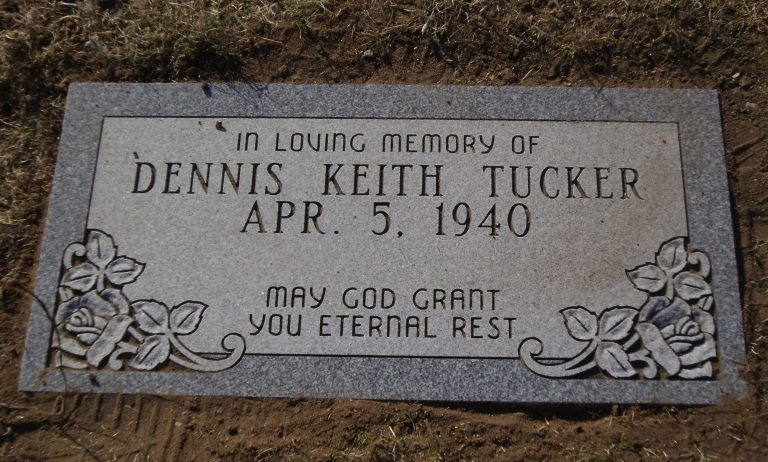 IN LOVING MEMORY OF
DENNIS KEITH TUCKER
APR. 5, 1940
MAY GOD GRANT
YOU ETERNAL REST